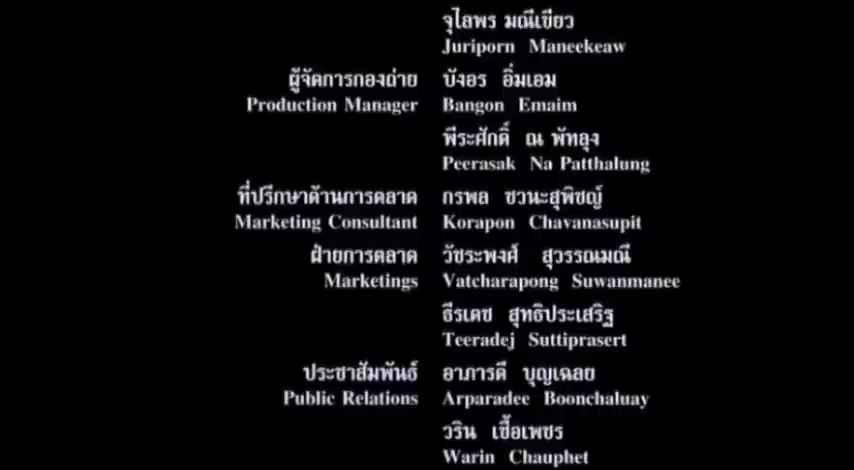 จุไลพร มณีเขียว
Juriporn Maneekeaw
ผู้จัดการกองถ่าย บังอร อิ่มเอม
Production Manager Bangon Emaim
พีระศักดิ์ ณ พัทลุง
Peerasak Na Patthalung
ที่ปรึกษาด้านการตลาด กรพล ชวนะสุพิชญ์
Marketing Consultant Korapon Chavanasupit
ฝ่ายการตลาด วัชระพงศ์ สุวรรณมณี
Marketings Vatcharapong Suwanmanee
ธีรเดช สุทธิประเสริฐ
Teeradej Suttiprasert
ประชาสัมพันธ์ อาภารดี บุญเฉลย
Public Relations Arparadee Boonchaluay
วริน เชื้อเพชร
Warin Chauphet